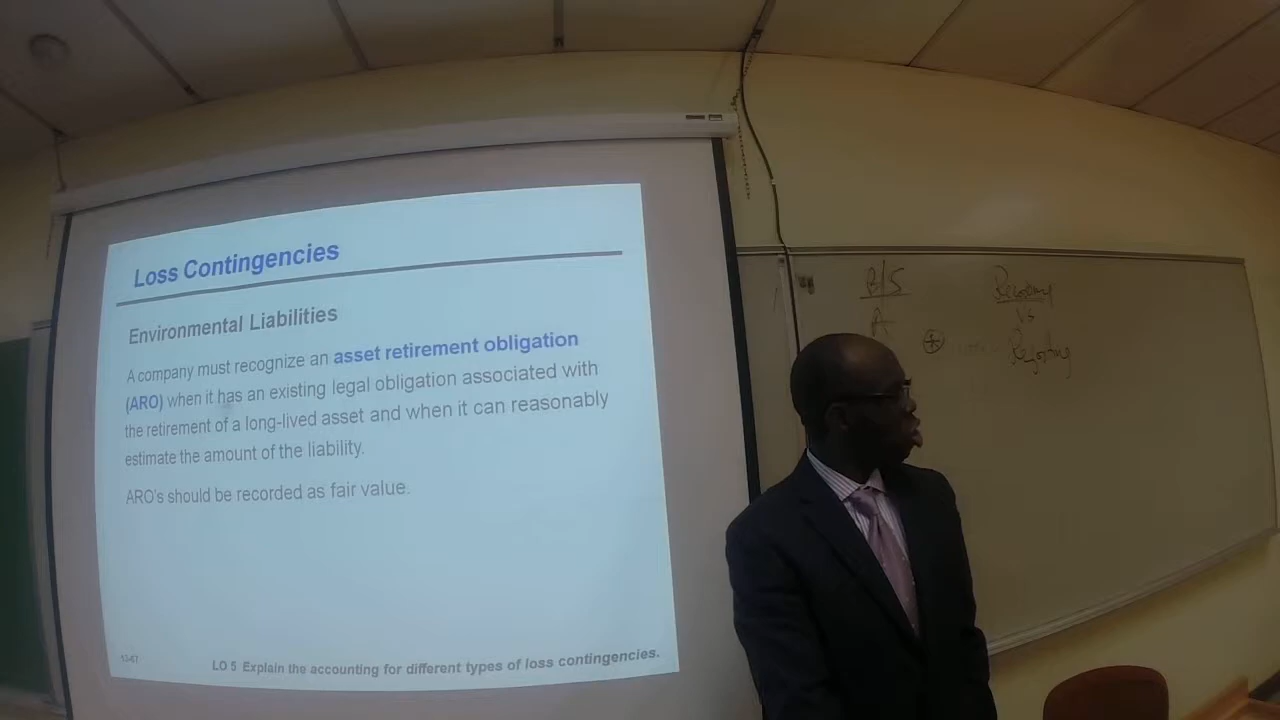 Loss Contingencies
Environmental Liabilities
A company must recognize an asset retirement obligation
(ARO) when it has an existing legal obligation associated with
the retirement of a long-lived asset and when it can reasonably
estimate the amount of the liability.
ARO's should be recorded as fair value.
LO 5 Explain the accounting for different types of loss contingencies.
B/S
A
vs
Reporting